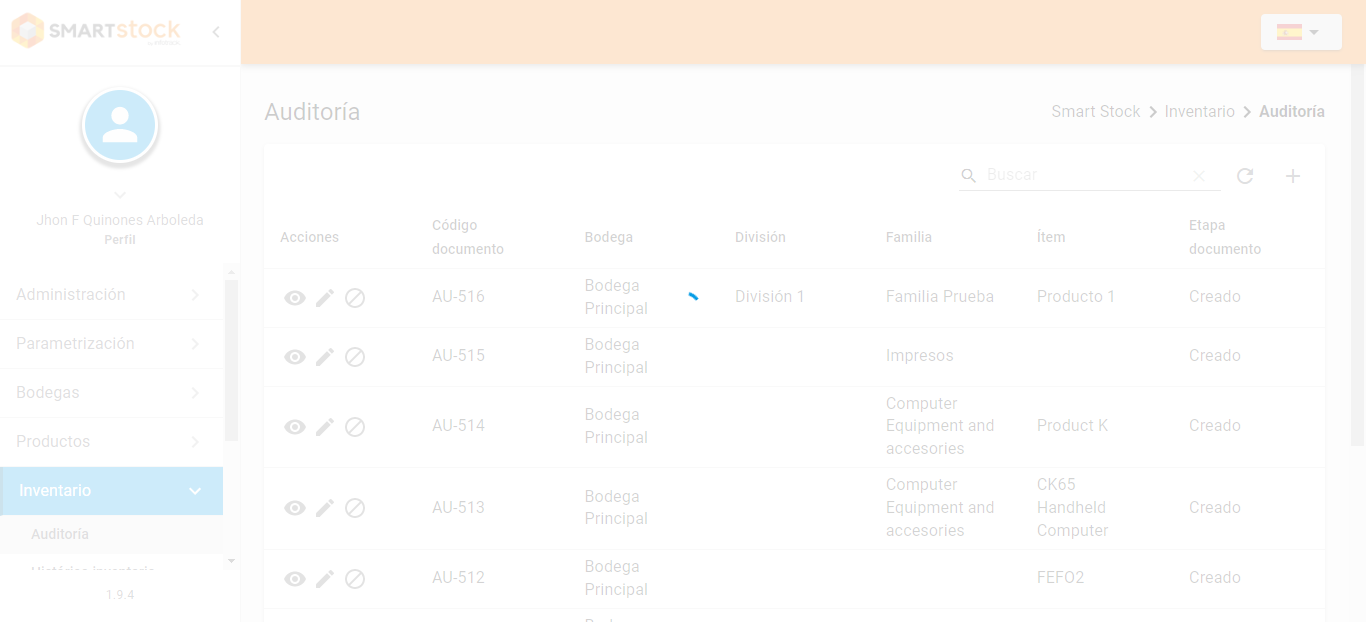 SMARTstock
Auditoría
Smart Stock > Inventario > Auditoría
Buscar
Jhon F Quinones Arboleda
Perfil
Administración
Parametrización
Bodegas
Productos
Inventario
Auditoría
Histórico inventario
1.9.4
Acciones
Código
documento
Bodega
División
Familia
Ítem
Etapa
documento
AU-516
Bodega
Principal
División 1
Familia Prueba
Producto 1
Creado
AU-515
Bodega
Principal
Impresos
Creado
AU-514
Bodega
Principal
Computer
Equipment and
accesories
Product K
Creado
AU-513
Bodega
Principal
Computer
Equipment and
accesories
CK65
Handheld
Computer
Creado
AU-512
Bodega
Principal
FEFO2
Creado
Bodega